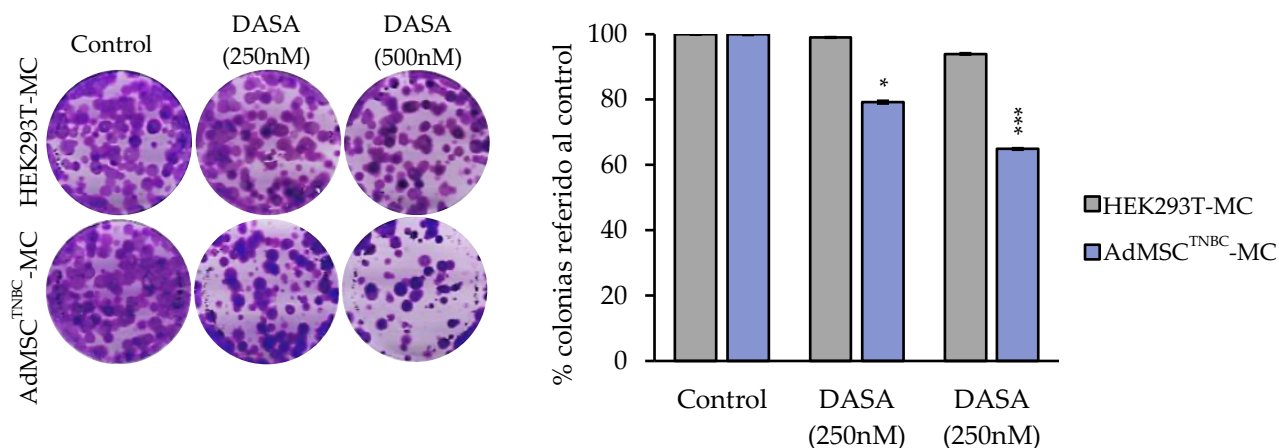 Control
DASA
(250nM)
DASA
(500nM)
HEK293T-MC
AdMSC^TNBC-MC
% colonias referido al control
100
80
60
40
20
0
*
***
Control
DASA
(250nM)
DASA
(250nM)
HEK293T-MC
AdMSC^TNBC-MC